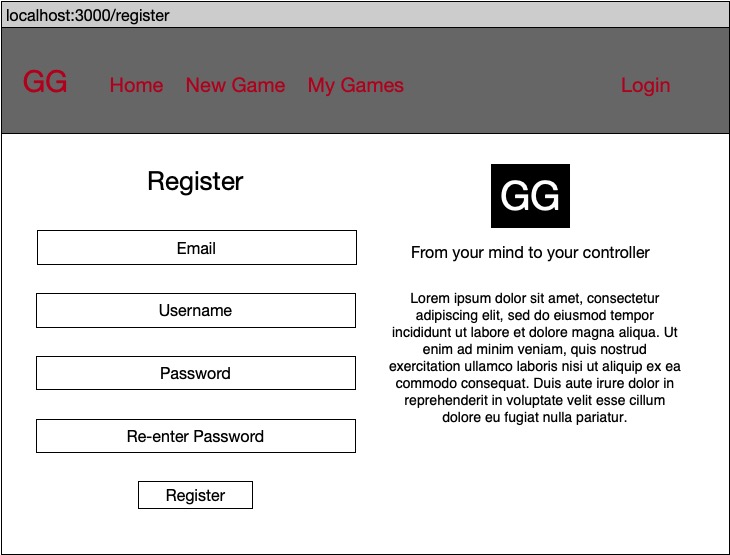 localhost:3000/register
GG Home New Game My Games Login
Register
Email
Username
Password
Re-enter Password
Register
GG
From your mind to your controller
Lorem ipsum dolor sit amet, consectetur
adipiscing elit, sed do eiusmod tempor
incididunt ut labore et dolore magna aliqua. Ut
enim ad minim veniam, quis nostrud
exercitation ullamco laboris nisi ut aliquip ex ea
commodo consequat. Duis aute irure dolor in
reprehenderit in voluptate velit esse cillum
dolore eu fugiat nulla pariatur.